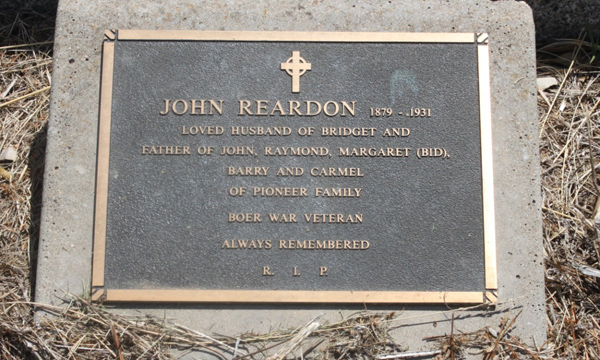 JOHN REARDON 1879 - 1931
LOVED HUSBAND OF BRIDGET AND
FATHER OF JOHN, RAYMOND, MARGARET (BID),
BARRY AND CARMEL
OF PIONEER FAMILY
BOER WAR VETERAN
ALWAYS REMEMBERED
R. I. P.